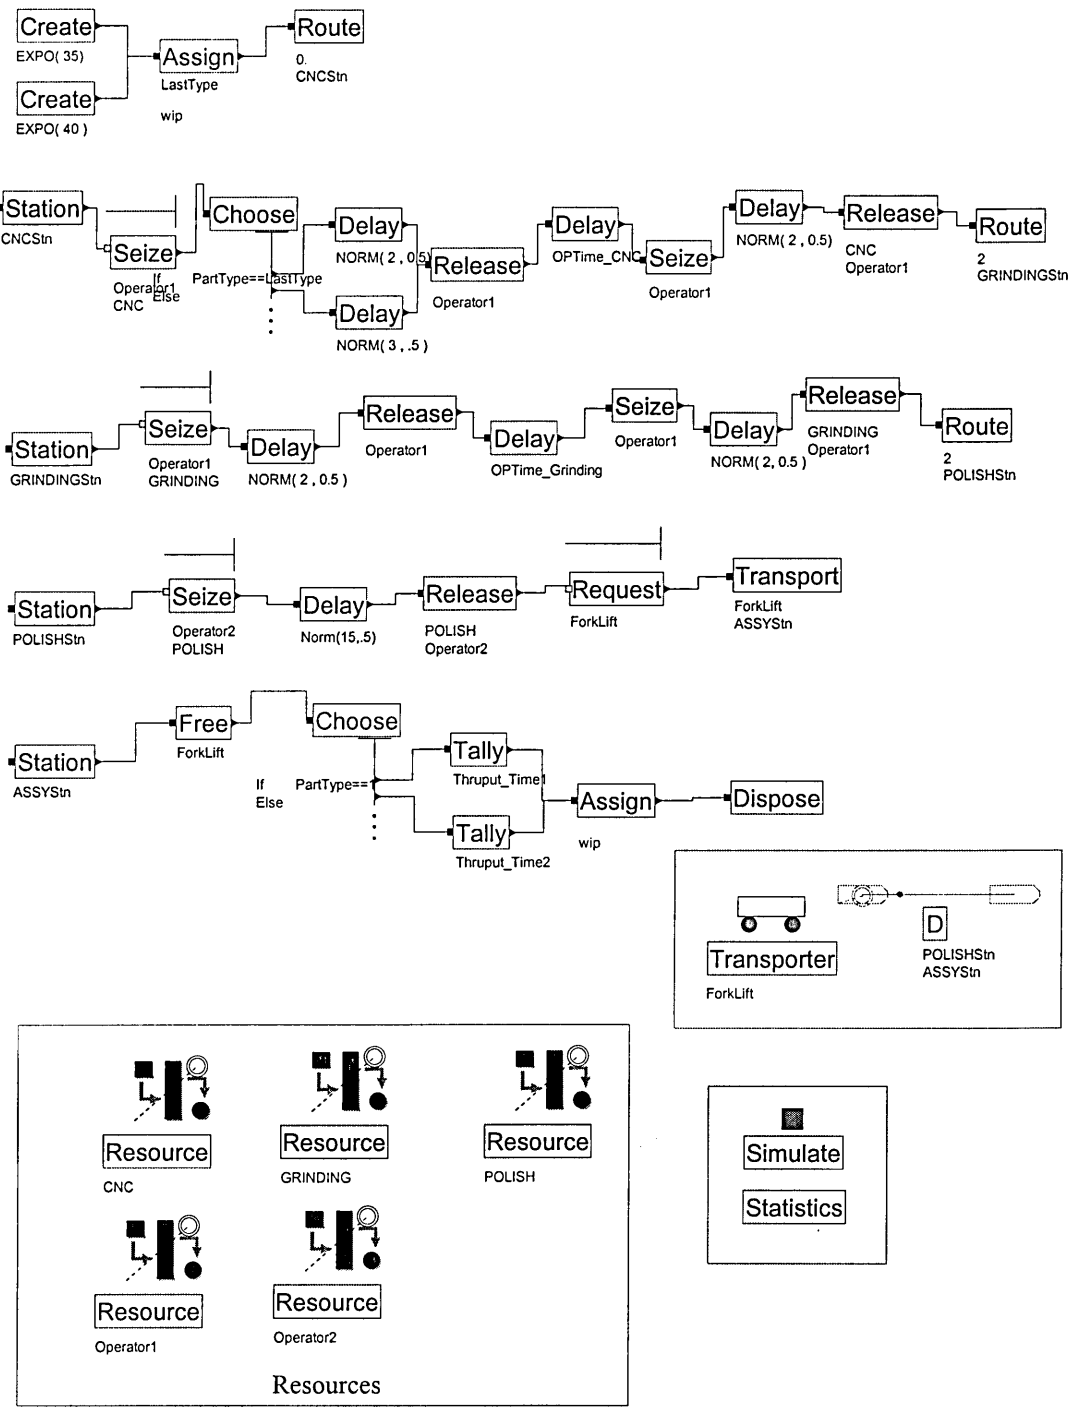 Create
EXPO( 35)
Create
EXPO( 40 )
Assign
LastType
wip
Route
0.
CNCStn
Station
CNCStn
Seize
Operator1
CNC
Choose
If
PartType==LastType
Else
Delay
NORM( 2 , 0.5)
Delay
NORM( 3 , .5 )
Release
Operator1
Delay
OPTime_CNC
Seize
Operator1
Delay
NORM( 2 , 0.5)
Release
CNC
Operator1
Route
2
GRINDINGStn
Station
GRINDINGStn
Seize
Operator1
GRINDING
Delay
NORM( 2 , 0.5 )
Release
Operator1
Delay
OPTime_Grinding
Seize
Operator1
Delay
NORM( 2, 0.5 )
Release
GRINDING
Operator1
Route
2
POLISHStn
Station
POLISHStn
Seize
Operator2
POLISH
Delay
Norm(15,.5)
Release
POLISH
Operator2
Request
ForkLift
Transport
ForkLift
ASSYStn
Station
ASSYStn
Free
ForkLift
Choose
If
PartType==1
Else
Tally
Thruput_Time1
Tally
Thruput_Time2
Assign
wip
Dispose
Transporter
ForkLift
D
POLISHStn
ASSYStn
Resource
CNC
Resource
GRINDING
Resource
POLISH
Resource
Operator1
Resource
Operator2
Resources
Simulate
Statistics